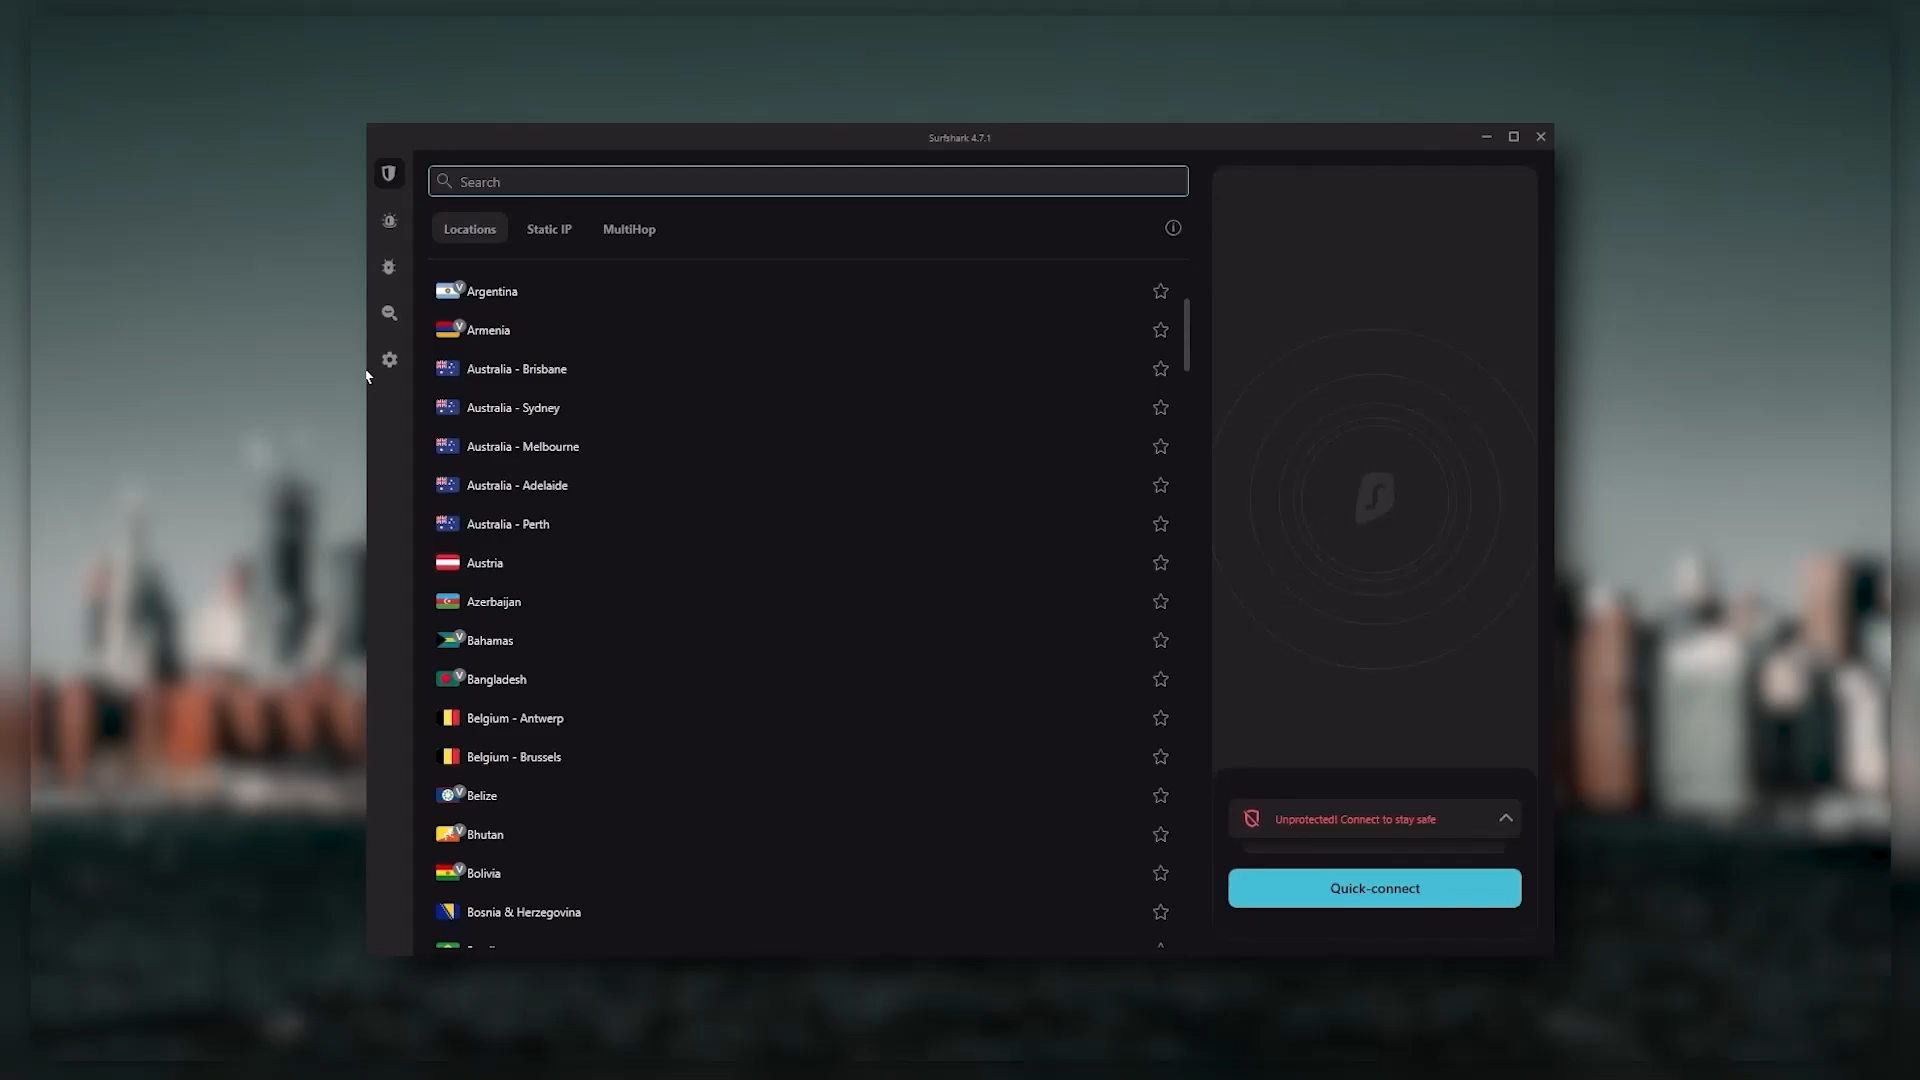 Surfshark 4.7.1
Search
Locations
Static IP
MultiHop
V Argentina
V Armenia
Australia - Brisbane
Australia - Sydney
Australia - Melbourne
Australia - Adelaide
Australia - Perth
Austria
Azerbaijan
V Bahamas
V Bangladesh
Belgium - Antwerp
Belgium - Brussels
V Belize
V Bhutan
V Bolivia
Bosnia & Herzegovina
Unprotected! Connect to stay safe
Quick-connect